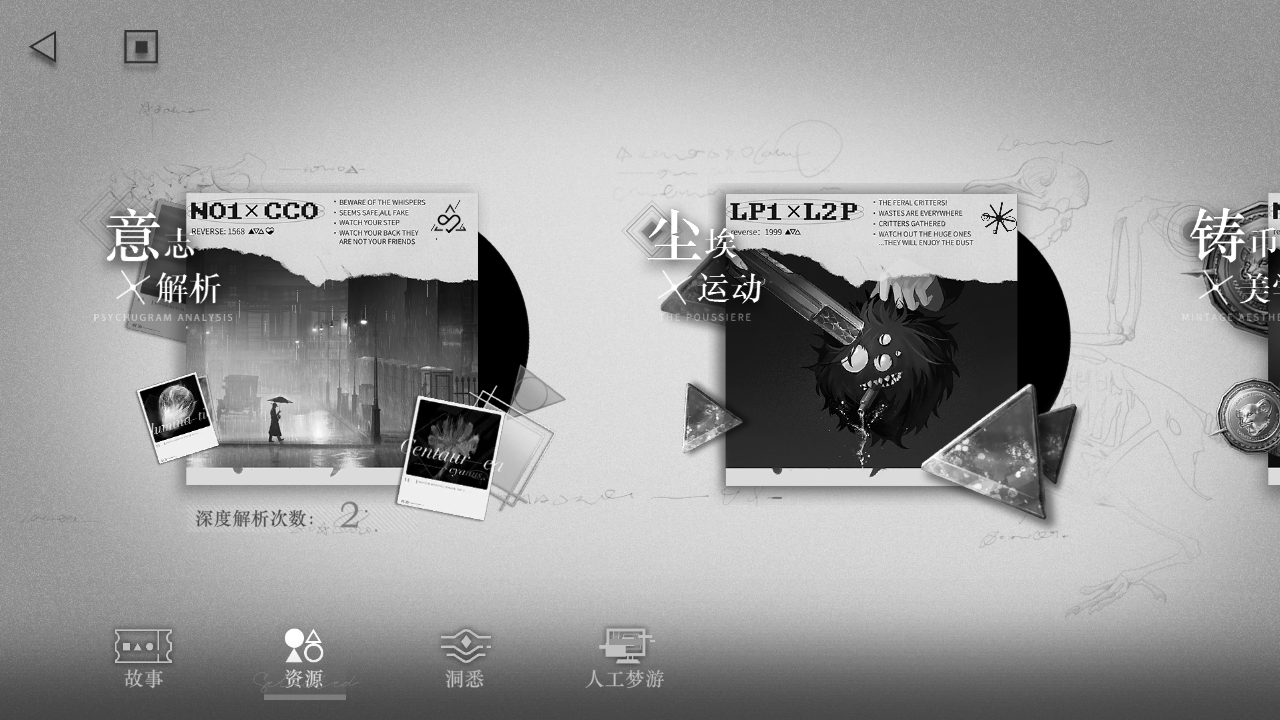 意志
解析
PSYCHUGRAM ANALYSIS
NO1×CCO
REVERSE: 1568
BEWARE OF THE WHISPERS
SEEMS SAFE,ALL FAKE
WATCH YOUR STEP
WATCH YOUR BACK THEY
ARE NOT YOUR FRIENDS
深度解析次数: 2
尘埃
运动
THE POUSSIERE
LP1×L2P
reverse: 1999
THE FERAL CRITTERS!
WASTES ARE EVERYWHERE
CRITTERS GATHERED
WATCH OUT THE HUGE ONES
...THEY WILL ENJOY THE DUST
铸币
美学
故事
资源
洞悉
人工梦游